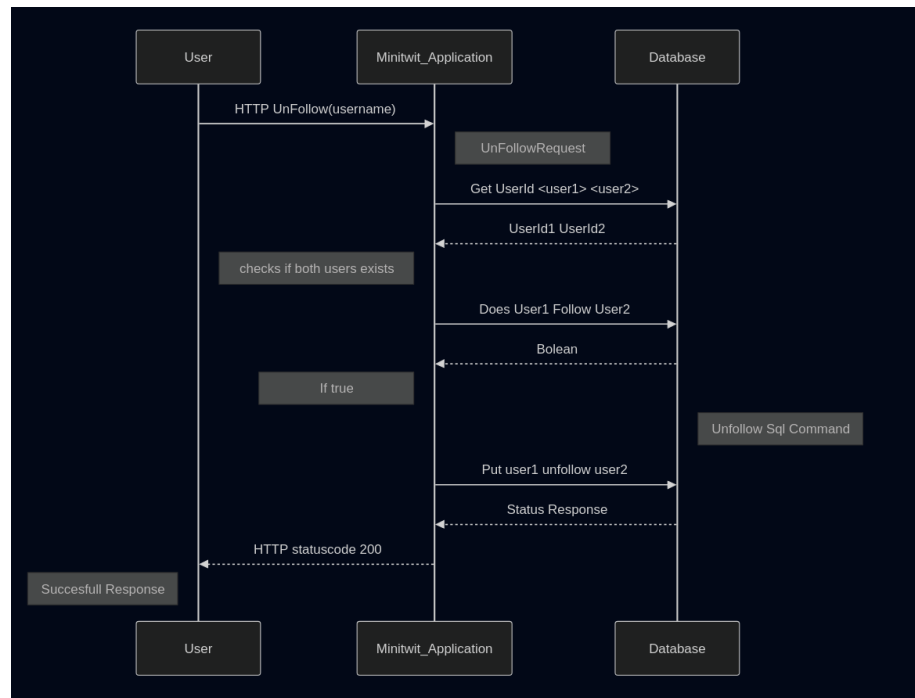 User
Minitwit_Application
Database
HTTP UnFollow(username)
UnFollowRequest
Get UserId <user1> <user2>
UserId1 UserId2
checks if both users exists
Does User1 Follow User2
Bolean
If true
Unfollow Sql Command
Put user1 unfollow user2
Status Response
HTTP statuscode 200
Succesfull Response
User
Minitwit_Application
Database